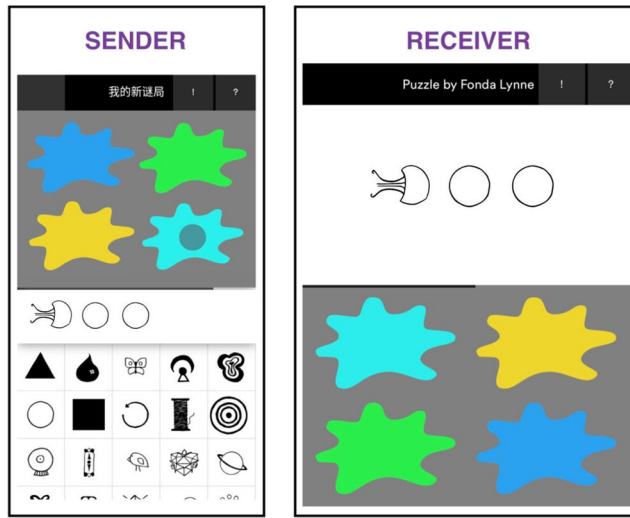 SENDER
我的新谜局 ! ?
RECEIVER
Puzzle by Fonda Lynne ! ?